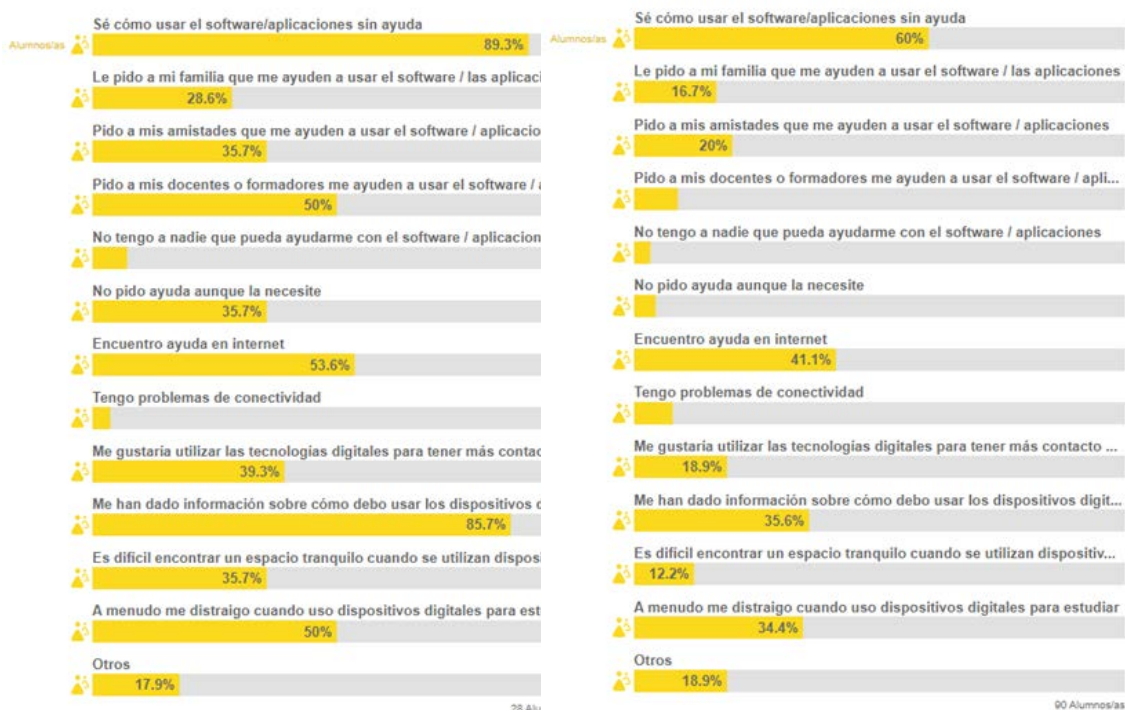 Sé cómo usar el software/aplicaciones sin ayuda
Alumnos/as
89.3%
Le pido a mi familia que me ayuden a usar el software / las aplicaci
28.6%
Pido a mis amistades que me ayuden a usar el software / aplicacio
35.7%
Pido a mis docentes o formadores me ayuden a usar el software /
50%
No tengo a nadie que pueda ayudarme con el software / aplicacion
No pido ayuda aunque la necesite
35.7%
Encuentro ayuda en internet
53.6%
Tengo problemas de conectividad
Me gustaría utilizar las tecnologías digitales para tener más contac
39.3%
Me han dado información sobre cómo debo usar los dispositivos d
85.7%
Es difícil encontrar un espacio tranquilo cuando se utilizan disposi
35.7%
A menudo me distraigo cuando uso dispositivos digitales para est
50%
Otros
17.9%
28 Alu
Sé cómo usar el software/aplicaciones sin ayuda
Alumnos/as
60%
Le pido a mi familia que me ayuden a usar el software / las aplicaciones
16.7%
Pido a mis amistades que me ayuden a usar el software / aplicaciones
20%
Pido a mis docentes o formadores me ayuden a usar el software / apli...
No tengo a nadie que pueda ayudarme con el software / aplicaciones
No pido ayuda aunque la necesite
Encuentro ayuda en internet
41.1%
Tengo problemas de conectividad
Me gustaría utilizar las tecnologías digitales para tener más contacto ...
18.9%
Me han dado información sobre cómo debo usar los dispositivos digit...
35.6%
Es difícil encontrar un espacio tranquilo cuando se utilizan dispositiv...
12.2%
A menudo me distraigo cuando uso dispositivos digitales para estudiar
34.4%
Otros
18.9%
90 Alumnos/as